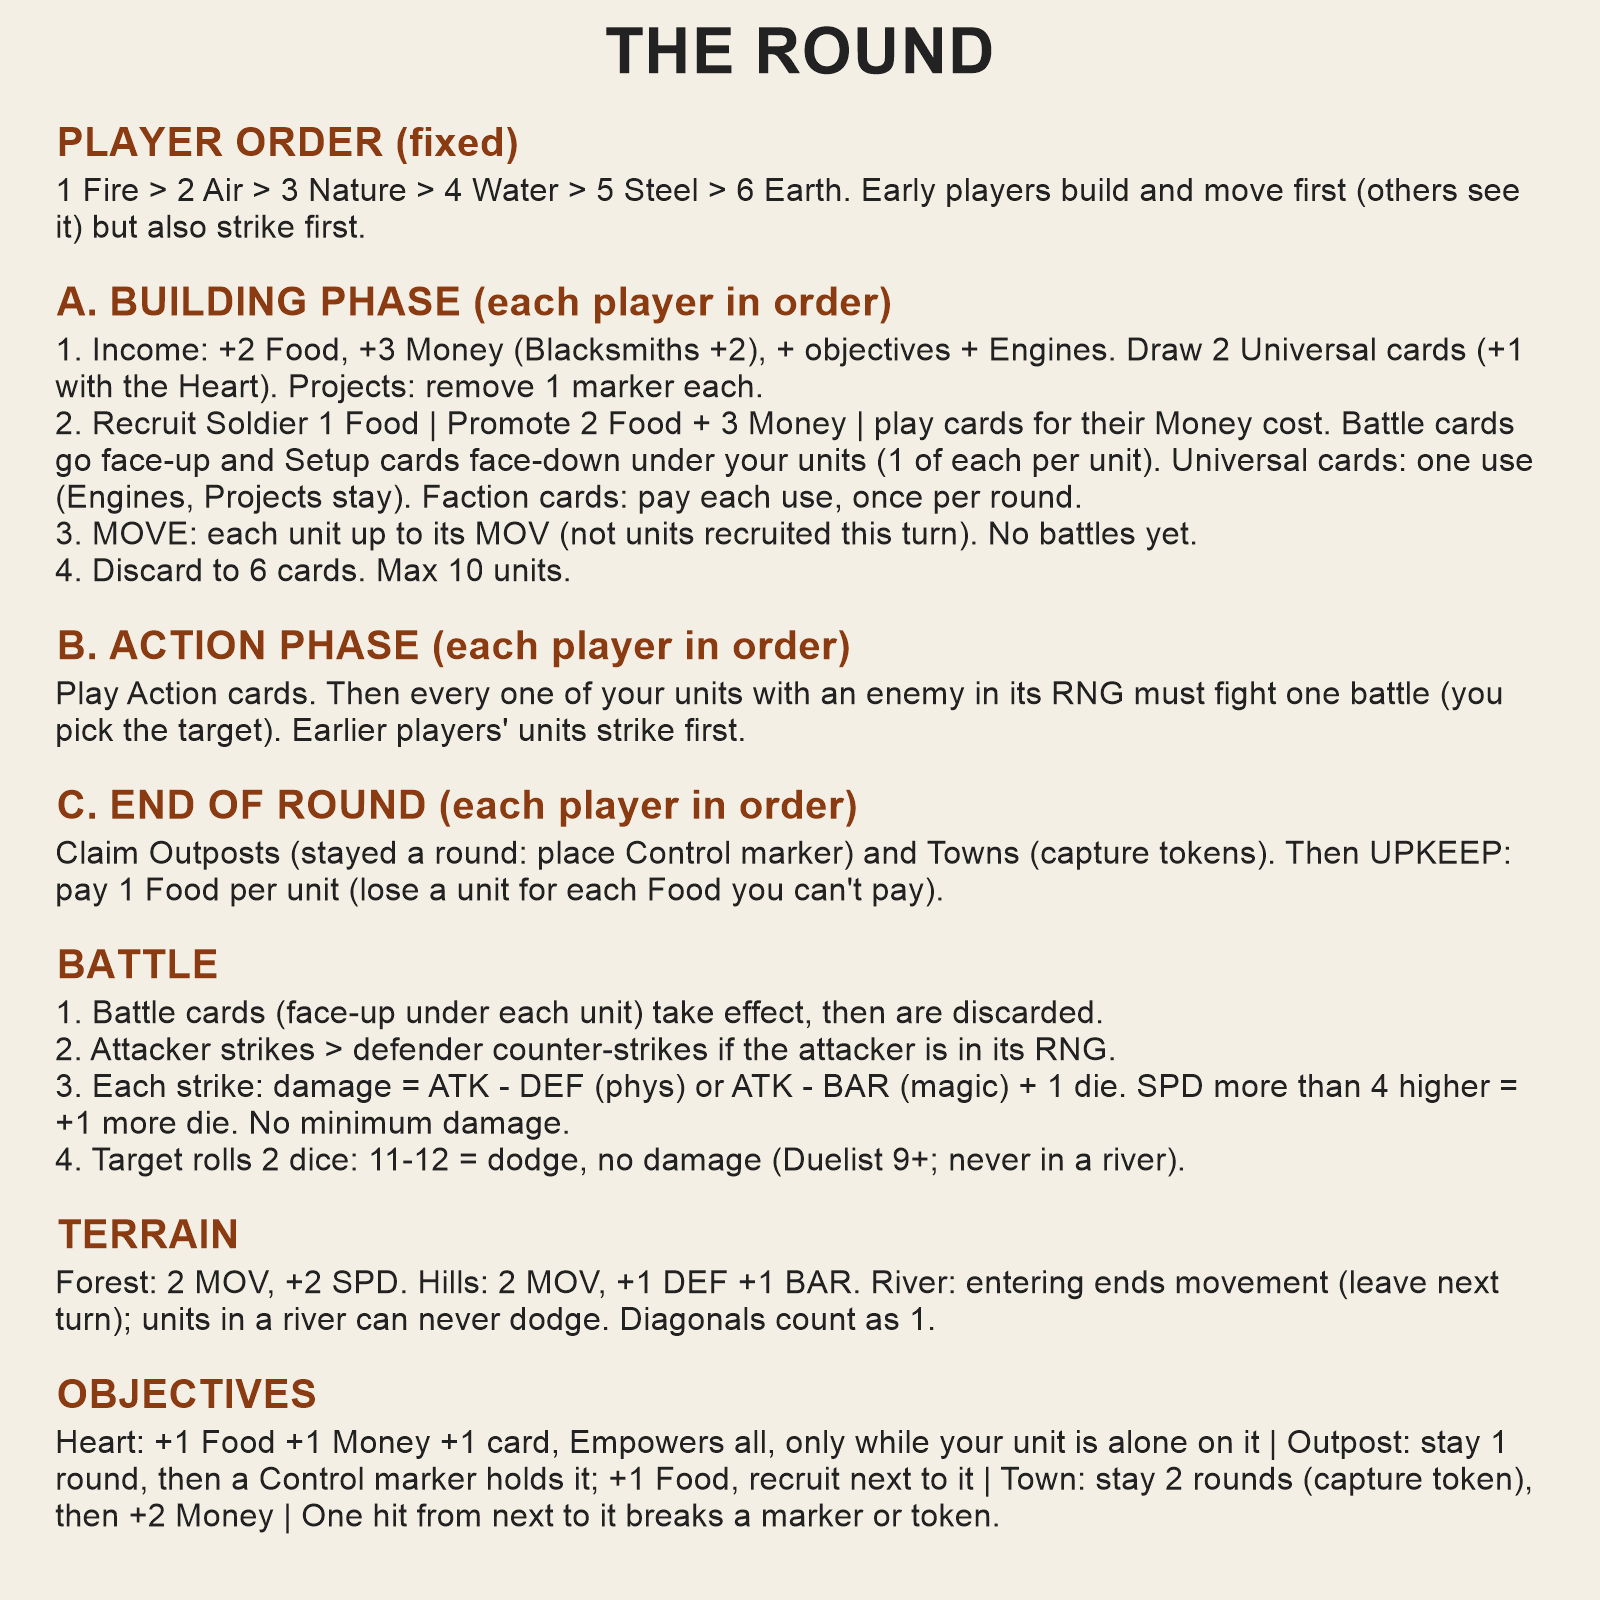 THE ROUND
PLAYER ORDER (fixed)
1 Fire > 2 Air > 3 Nature > 4 Water > 5 Steel > 6 Earth. Early players build and move first (others see
it) but also strike first.
A. BUILDING PHASE (each player in order)
1. Income: +2 Food, +3 Money (Blacksmiths +2), + objectives + Engines. Draw 2 Universal cards (+1
with the Heart). Projects: remove 1 marker each.
2. Recruit Soldier 1 Food | Promote 2 Food + 3 Money | play cards for their Money cost. Battle cards
go face-up and Setup cards face-down under your units (1 of each per unit). Universal cards: one use
(Engines, Projects stay). Faction cards: pay each use, once per round.
3. MOVE: each unit up to its MOV (not units recruited this turn). No battles yet.
4. Discard to 6 cards. Max 10 units.
B. ACTION PHASE (each player in order)
Play Action cards. Then every one of your units with an enemy in its RNG must fight one battle (you
pick the target). Earlier players' units strike first.
C. END OF ROUND (each player in order)
Claim Outposts (stayed a round: place Control marker) and Towns (capture tokens). Then UPKEEP:
pay 1 Food per unit (lose a unit for each Food you can't pay).
BATTLE
1. Battle cards (face-up under each unit) take effect, then are discarded.
2. Attacker strikes > defender counter-strikes if the attacker is in its RNG.
3. Each strike: damage = ATK - DEF (phys) or ATK - BAR (magic) + 1 die. SPD more than 4 higher =
+1 more die. No minimum damage.
4. Target rolls 2 dice: 11-12 = dodge, no damage (Duelist 9+; never in a river).
TERRAIN
Forest: 2 MOV, +2 SPD. Hills: 2 MOV, +1 DEF +1 BAR. River: entering ends movement (leave next
turn); units in a river can never dodge. Diagonals count as 1.
OBJECTIVES
Heart: +1 Food +1 Money +1 card, Empowers all, only while your unit is alone on it | Outpost: stay 1
round, then a Control marker holds it; +1 Food, recruit next to it | Town: stay 2 rounds (capture token),
then +2 Money | One hit from next to it breaks a marker or token.